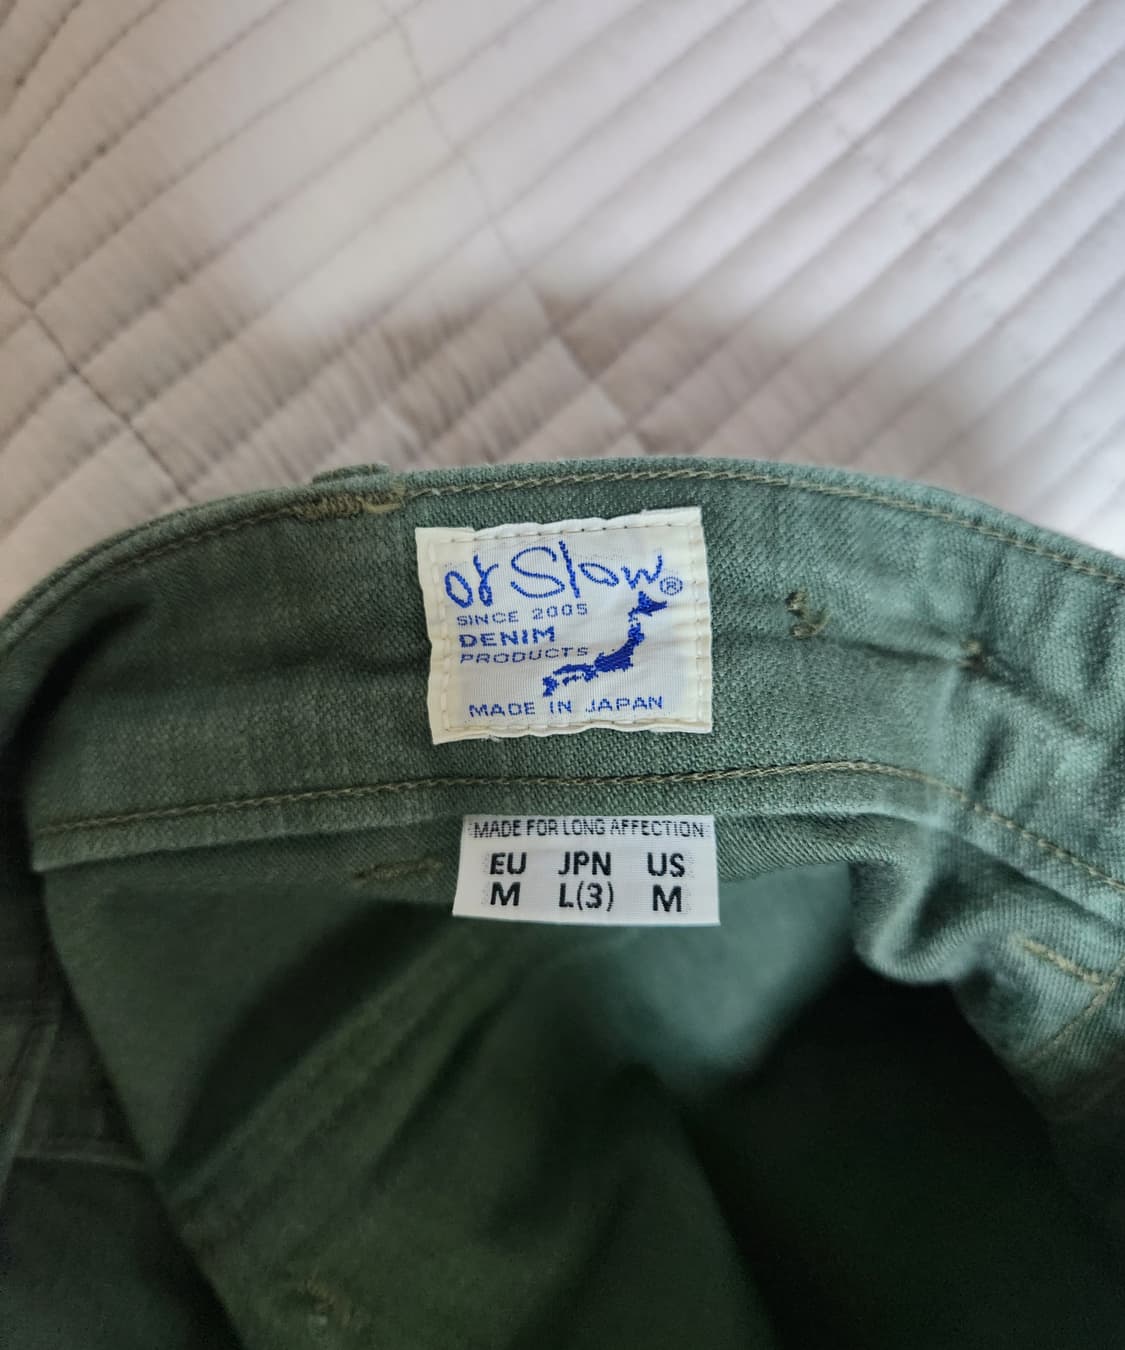 or Slow ®
SINCE 2005
DENIM
PRODUCTS
MADE IN JAPAN
MADE FOR LONG AFFECTION
EU JPN US
M L(3) M